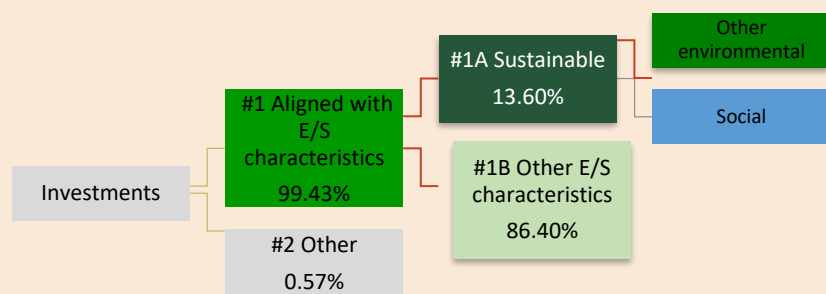 Investments
#1 Aligned with
E/S
characteristics
99.43%
#2 Other
0.57%
#1A Sustainable
13.60%
#1B Other E/S
characteristics
86.40%
Other
environmental
Social